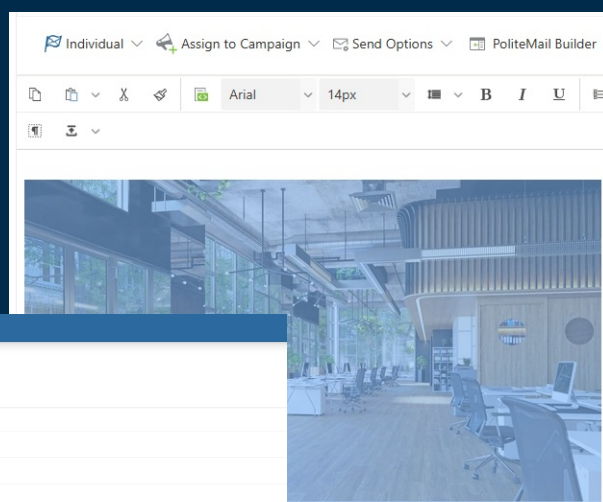 Individual Assign to Campaign Send Options PoliteMail Builder
Arial 14px B I U